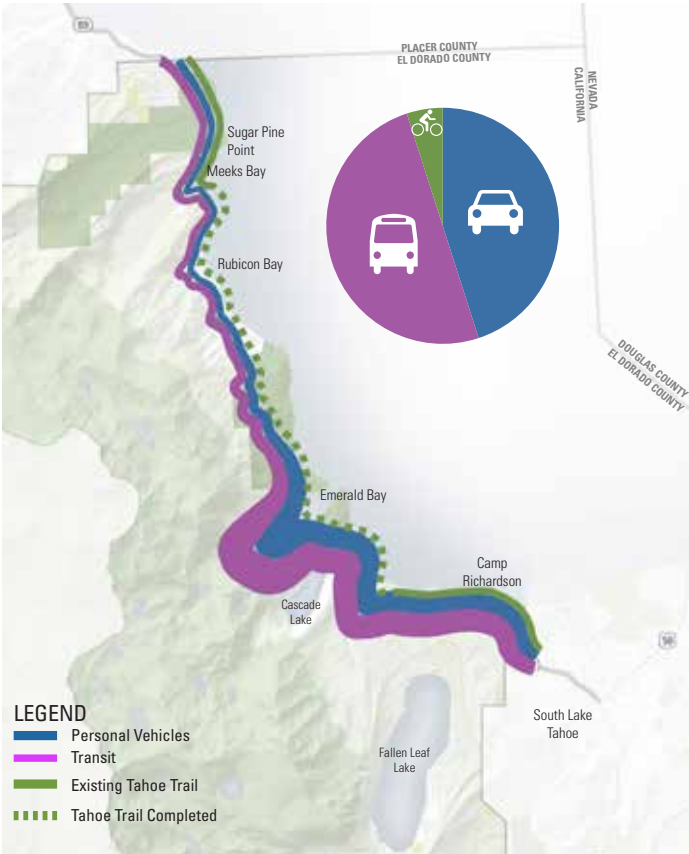 89
PLACER COUNTY
EL DORADO COUNTY
NEVADA
CALIFORNIA
Sugar Pine
Point
Meeks Bay
Rubicon Bay
DOUGLAS COUNTY
EL DORADO COUNTY
Emerald Bay
Camp
Richardson
Cascade
Lake
50
South Lake
Tahoe
Fallen Leaf
Lake
LEGEND
Personal Vehicles
Transit
Existing Tahoe Trail
Tahoe Trail Completed